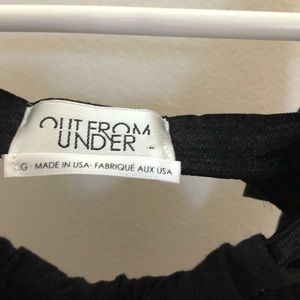 OUT FROM
UNDER
G - MADE IN USA - FABRIQUÉ AUX USA